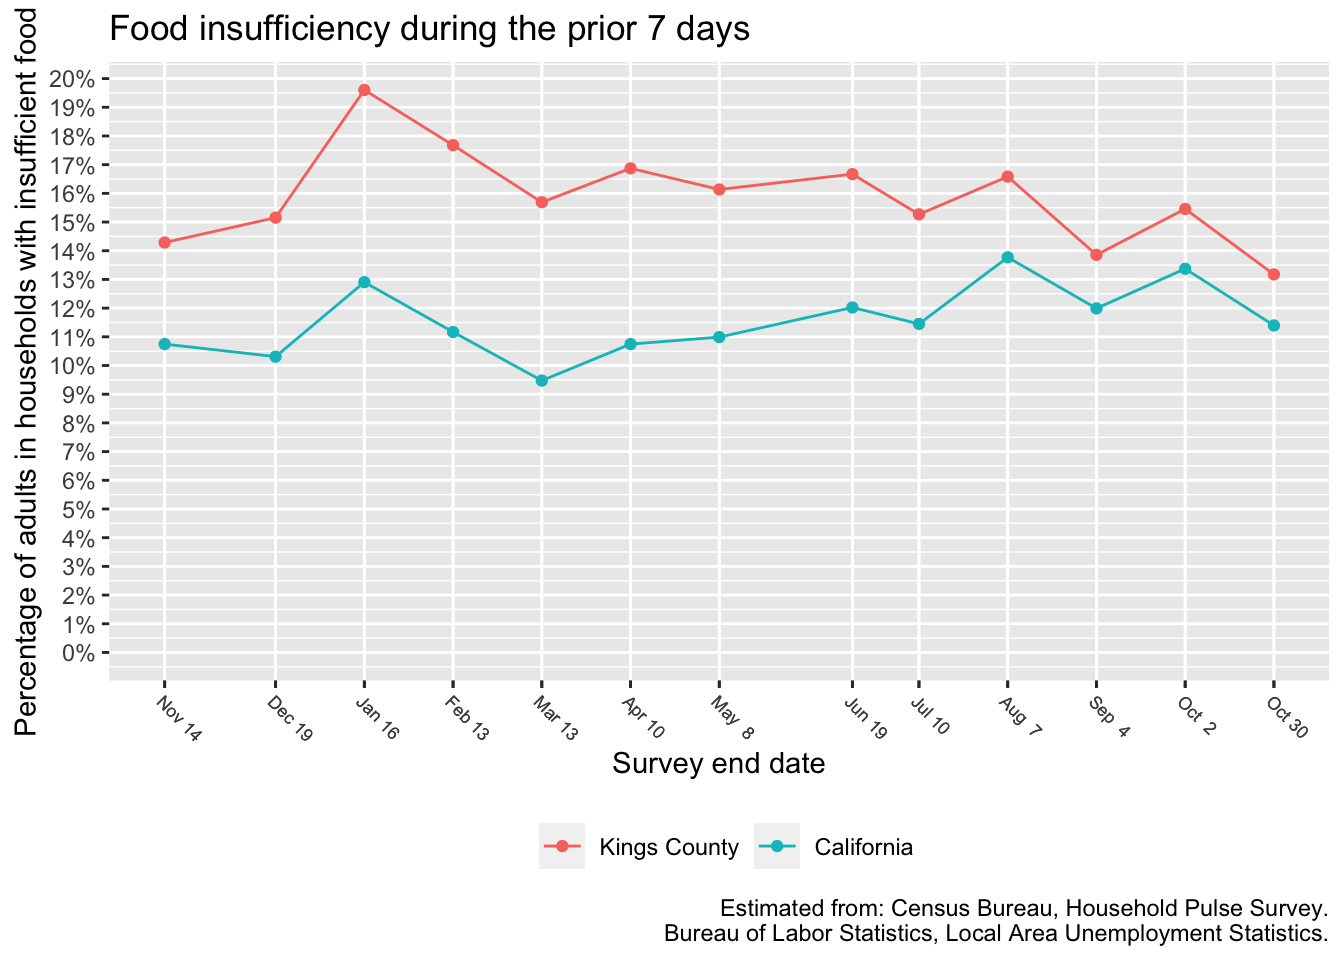 Food insufficiency during the prior 7 days
Percentage of adults in households with insufficient food
20%
19%
18%
17%
16%
15%
14%
13%
12%
11%
10%
9%
8%
7%
6%
5%
4%
3%
2%
1%
0%
Nov 14
Dec 19
Jan 16
Feb 13
Mar 13
Apr 10
May 8
Jun 19
Jul 10
Aug 7
Sep 4
Oct 2
Oct 30
Survey end date
Kings County
California
Estimated from: Census Bureau, Household Pulse Survey.
Bureau of Labor Statistics, Local Area Unemployment Statistics.